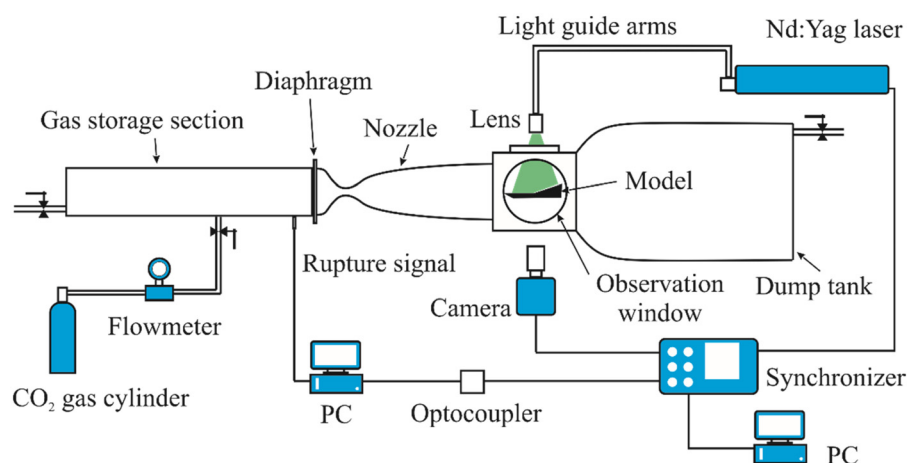 Light guide arms
Nd:Yag laser
Diaphragm
Gas storage section
Nozzle
Lens
Model
Rupture signal
Observation
window
Dump tank
Camera
Flowmeter
Synchronizer
CO₂ gas cylinder
PC
Optocoupler
PC